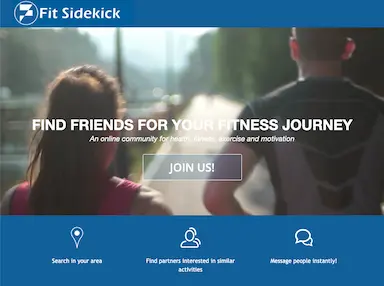 Fit Sidekick
FIND FRIENDS FOR YOUR FITNESS JOURNEY
An online community for health, fitness, exercise and motivation
JOIN US!
Search in your area
Find partners interested in similar
activities
Message people instantly!